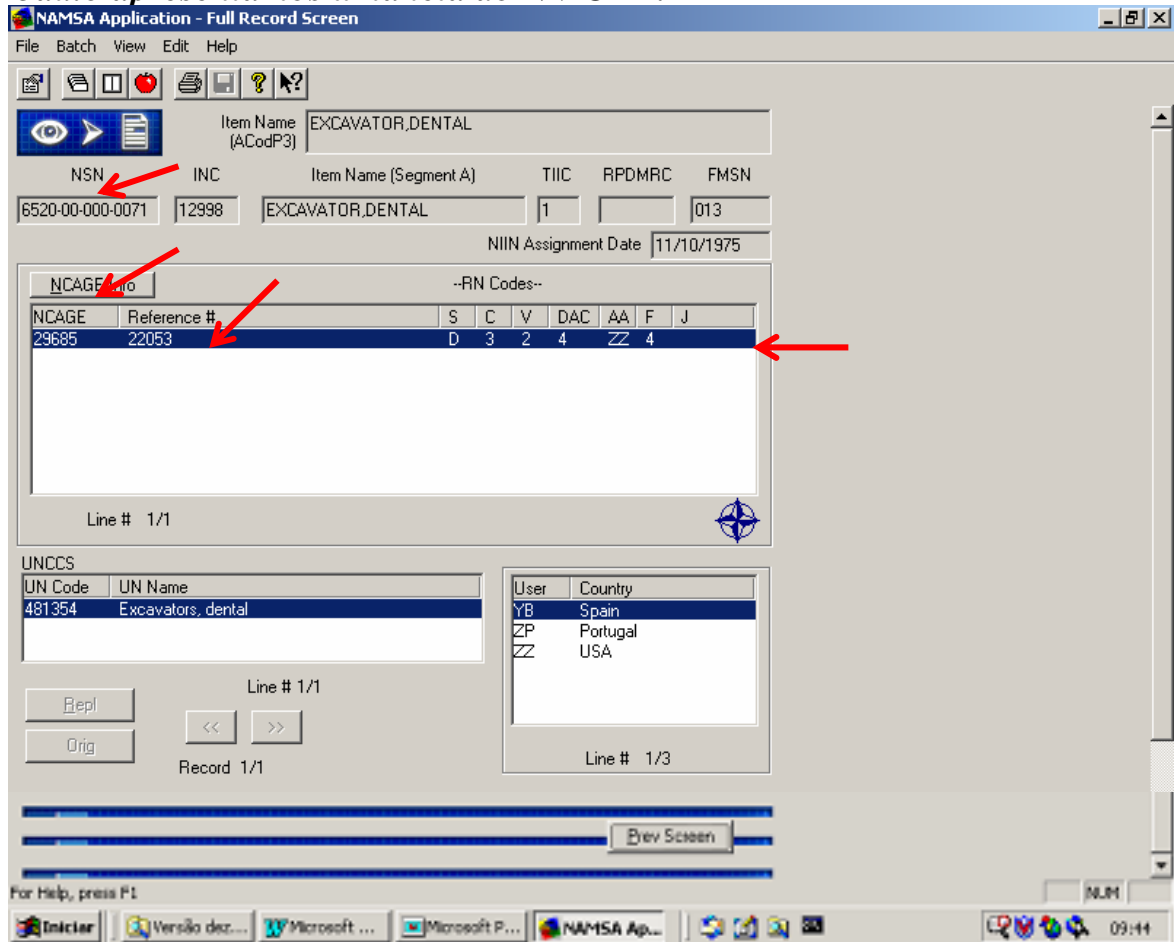 NAMSA Application - Full Record Screen
File Batch View Edit Help
Item Name (ACodP3) EXCAVATOR,DENTAL
NSN INC Item Name (Segment A) TIIC RPDMRC FMSN
6520-00-000-0071 12998 EXCAVATOR,DENTAL 1 013
NIIN Assignment Date 11/10/1975
NCAGE Info --RN Codes--
NCAGE Reference # S C V DAC AA F J
29685 22053 D 3 2 4 ZZ 4
Line # 1/1
UNCCS
UN Code UN Name
481354 Excavators, dental
User Country
YB Spain
ZP Portugal
ZZ USA
Line # 1/1
Repl
<< >>
Orig
Record 1/1
Line # 1/3
Prev Screen
For Help, press F1
NUM
Iniciar Versão dez.... Microsoft ... Microsoft P... NAMSA Ap... 09:44